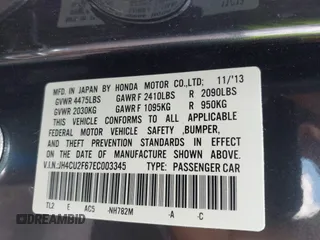 MFD. IN JAPAN BY HONDA MOTOR CO.,LTD; 11/'13
GVWR 4475LBS GAWR F 2410LBS R 2090LBS
GVWR 2030KG GAWR F 1095KG R 950KG
THIS VEHICLE CONFORMS TO ALL APPLICABLE
FEDERAL MOTOR VEHICLE SAFETY ,BUMPER,
AND THEFT PREVENTION STANDARDS IN EFFECT
ON THE DATE OF MANUFACTURE SHOWN ABOVE.
V.I.N:JH4CU2F67EC003345 TYPE: PASSENGER CAR
TL2 E AC5 -NH782M -A -C
DREAMBID